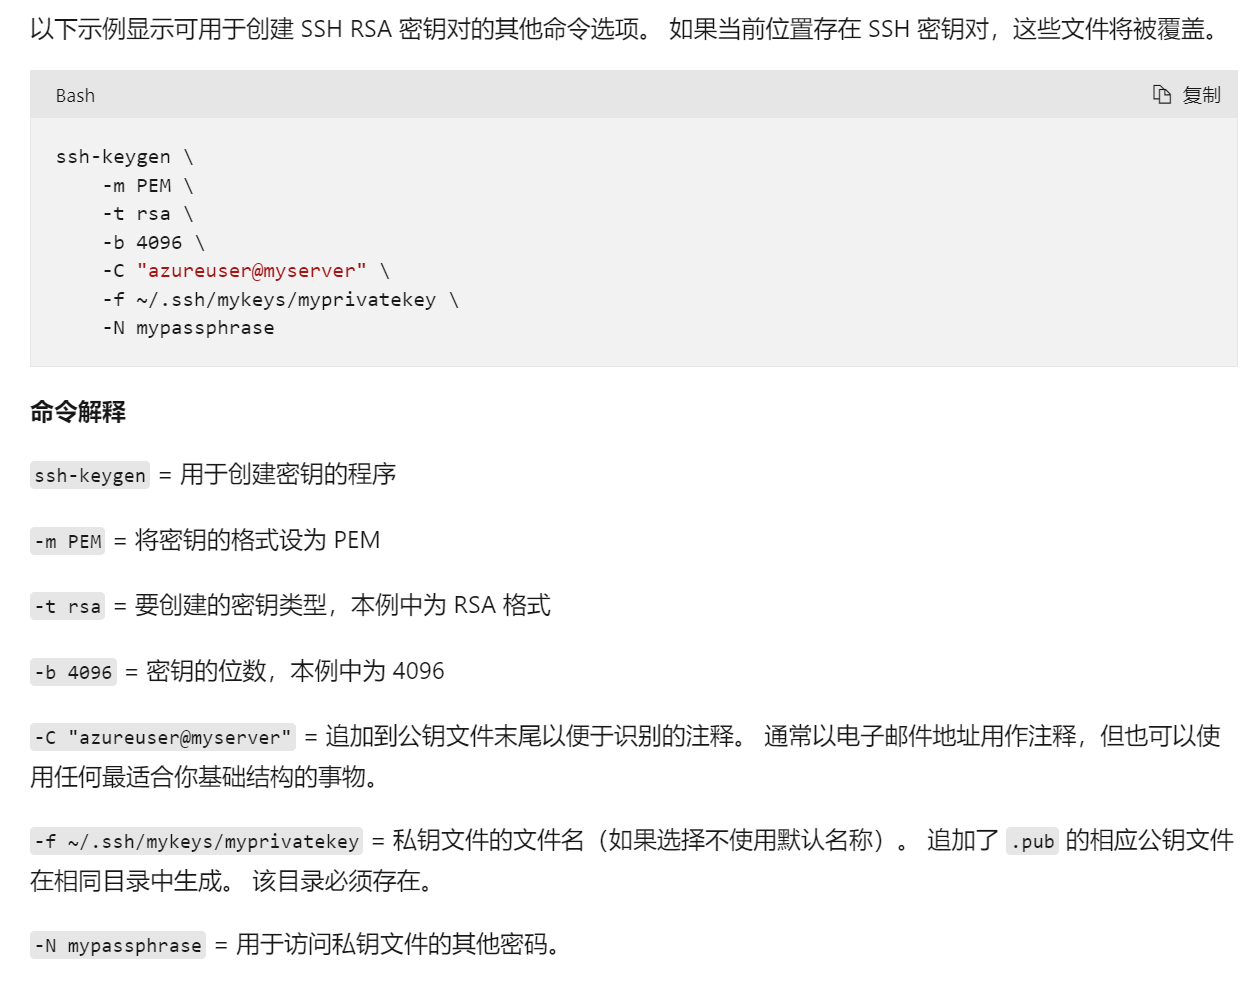 以下示例显示可用于创建 SSH RSA 密钥对的其他命令选项。 如果当前位置存在 SSH 密钥对，这些文件将被覆盖。
Bash
复制
ssh-keygen \
    -m PEM \
    -t rsa \
    -b 4096 \
    -C "azureuser@myserver" \
    -f ~/.ssh/mykeys/myprivatekey \
    -N mypassphrase
命令解释
ssh-keygen = 用于创建密钥的程序
-m PEM = 将密钥的格式设为 PEM
-t rsa = 要创建的密钥类型，本例中为 RSA 格式
-b 4096 = 密钥的位数，本例中为 4096
-C "azureuser@myserver" = 追加到公钥文件末尾以便于识别的注释。 通常以电子邮件地址用作注释，但也可以使
用任何最适合你基础结构的事物。
-f ~/.ssh/mykeys/myprivatekey = 私钥文件的文件名（如果选择不使用默认名称）。 追加了 .pub 的相应公钥文件
在相同目录中生成。 该目录必须存在。
-N mypassphrase = 用于访问私钥文件的其他密码。